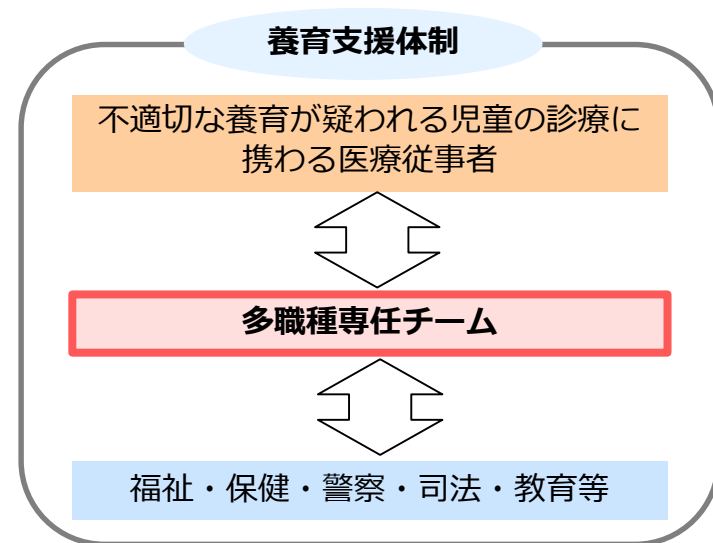 養育支援体制
不適切な養育が疑われる児童の診療に
携わる医療従事者
多職種専任チーム
福祉・保健・警察・司法・教育等